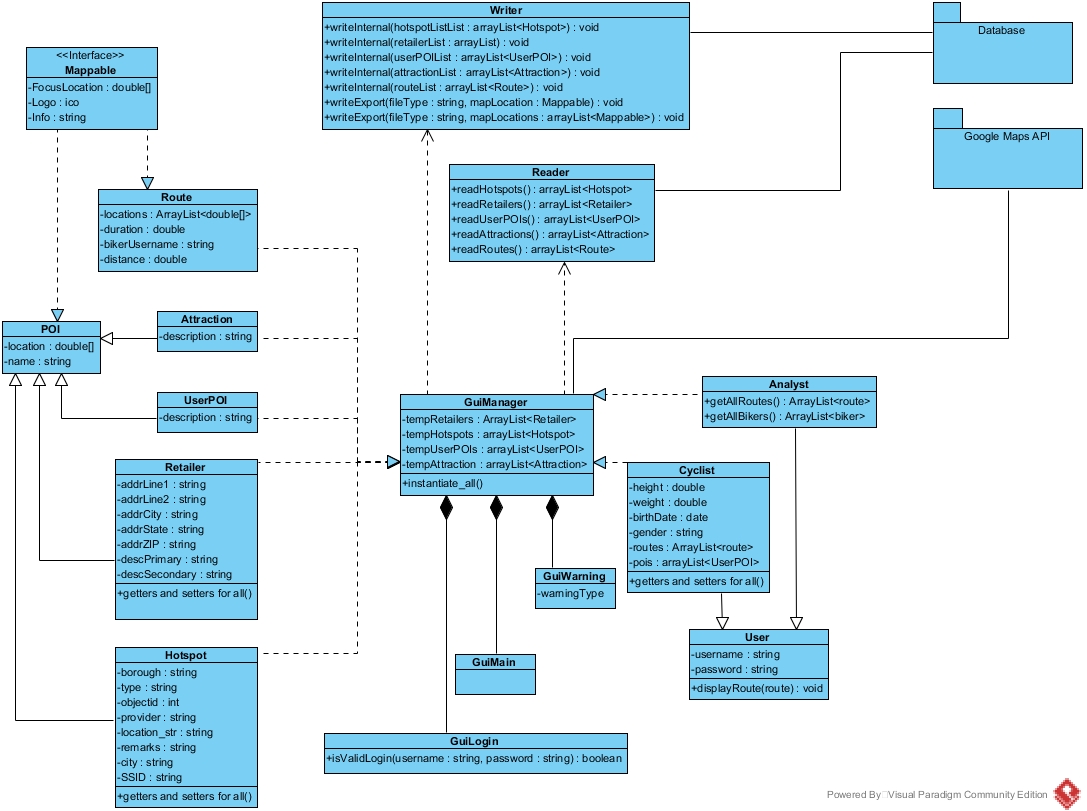 Writer
+writeInternal(hotspotListList : arrayList<Hotspot>) : void
+writeInternal(retailerList : arrayList) : void
+writeInternal(userPOIList : arrayList<UserPOI>) : void
+writeInternal(attractionList : arrayList<Attraction>) : void
+writeInternal(routeList : arrayList<Route>) : void
+writeExport(fileType : string, mapLocation : Mappable) : void
+writeExport(fileType : string, mapLocations : arrayList<Mappable>) : void
Database
<<Interface>>
Mappable
-FocusLocation : double[]
-Logo : ico
-Info : string
Google Maps API
Reader
+readHotspots() : arrayList<Hotspot>
+readRetailers() : arrayList<Retailer>
+readUserPOIs() : arrayList<UserPOI>
+readAttractions() : arrayList<Attraction>
+readRoutes() : arrayList<Route>
Route
-locations : ArrayList<double[]>
-duration : double
-bikerUsername : string
-distance : double
Attraction
-description : string
POI
-location : double[]
-name : string
UserPOI
-description : string
GuiManager
-tempRetailers : ArrayList<Retailer>
-tempHotspots : arrayList<Hotspot>
-tempUserPOIs : arrayList<UserPOI>
-tempAttraction : arrayList<Attraction>
+instantiate_all()
Analyst
+getAllRoutes() : ArrayList<route>
+getAllBikers() : ArrayList<biker>
Retailer
-addrLine1 : string
-addrLine2 : string
-addrCity : string
-addrState : string
-addrZIP : string
-descPrimary : string
-descSecondary : string
+getters and setters for all()
Cyclist
-height : double
-weight : double
-birthDate : date
-gender : string
-routes : ArrayList<route>
-pois : arrayList<UserPOI>
+getters and setters for all()
GuiWarning
-warningType
User
-username : string
-password : string
+displayRoute(route) : void
Hotspot
-borough : string
-type : string
-objectid : int
-provider : string
-location_str : string
-remarks : string
-city : string
-SSID : string
+getters and setters for all()
GuiMain
GuiLogin
+isValidLogin(username : string, password : string) : boolean
Powered By Visual Paradigm Community Edition